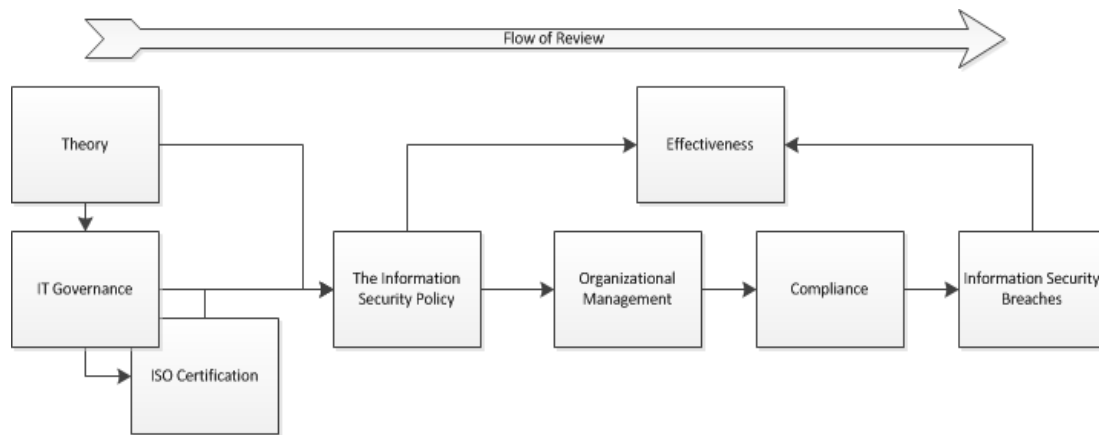 Flow of Review
Theory
Effectiveness
IT Governance
The Information
Security Policy
Organizational
Management
Compliance
Information Security
Breaches
ISO Certification